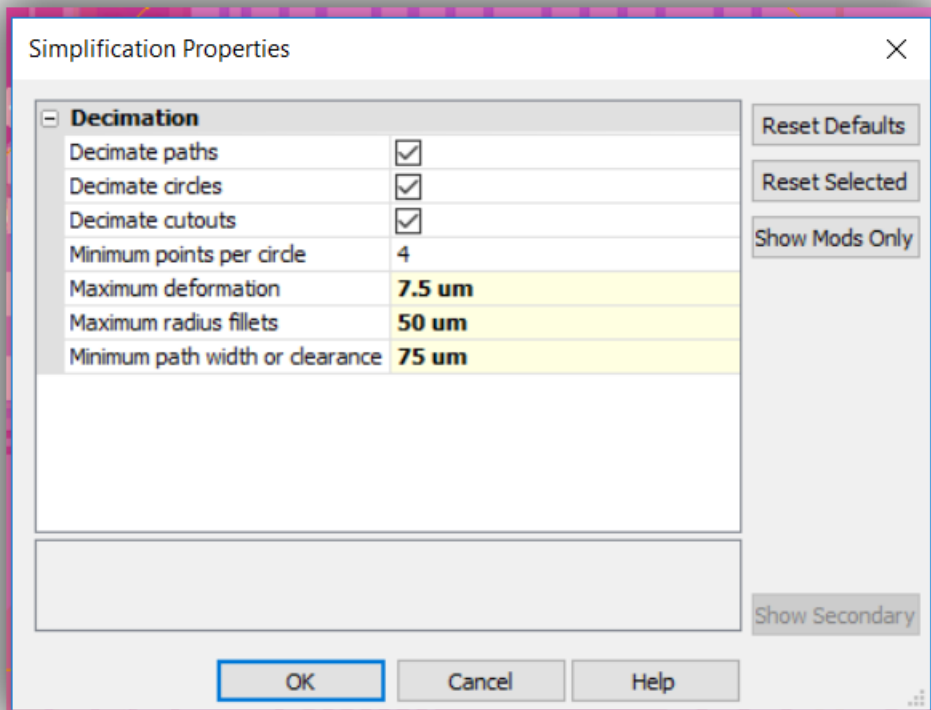 Simplification Properties
Decimation
Decimate paths
Decimate circles
Decimate cutouts
Minimum points per circle 4
Maximum deformation 7.5 um
Maximum radius fillets 50 um
Minimum path width or clearance 75 um
Reset Defaults
Reset Selected
Show Mods Only
Show Secondary
OK Cancel Help